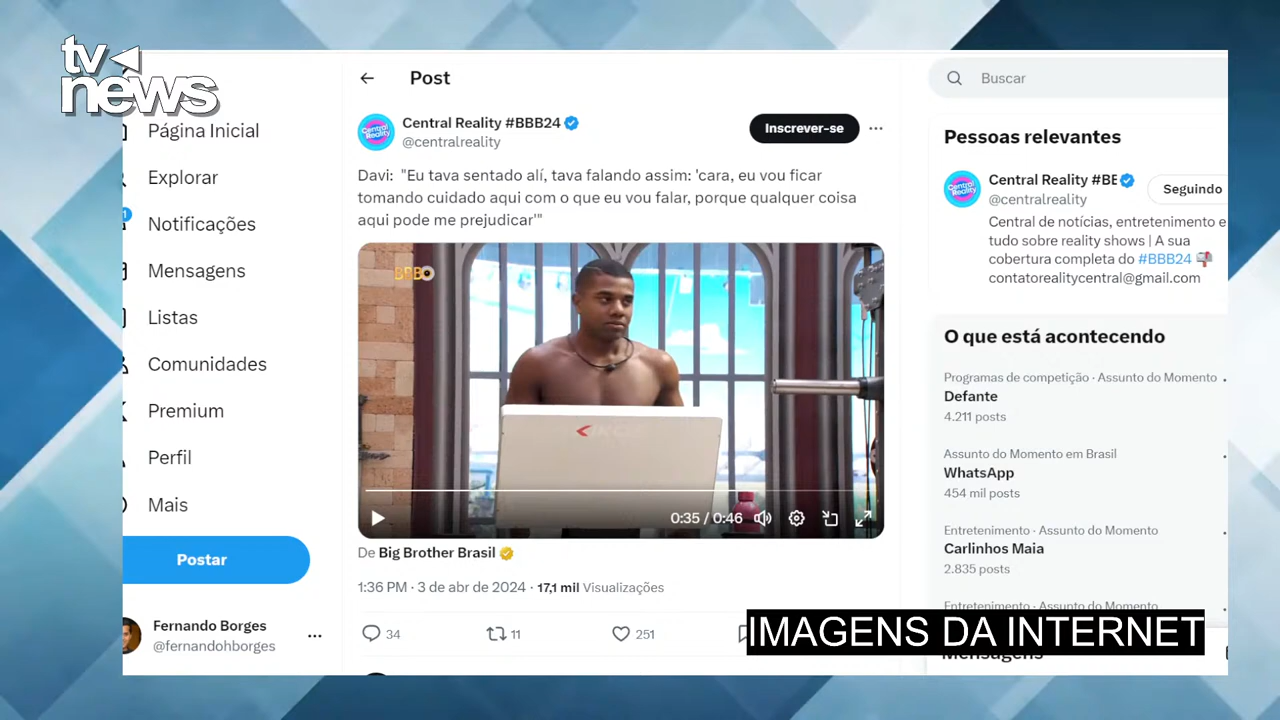 tv
news
Página Inicial
Explorar
Notificações
Mensagens
Listas
Comunidades
Premium
Perfil
Mais
Postar
Fernando Borges
@fernandohborges
Post
Central Reality #BBB24
@centralreality
Inscrever-se
Davi: "Eu tava sentado alí, tava falando assim: 'cara, eu vou ficar
tomando cuidado aqui com o que eu vou falar, porque qualquer coisa
aqui pode me prejudicar'"
0:35 / 0:46
De Big Brother Brasil
1:36 PM · 3 de abr de 2024 · 17,1 mil Visualizações
34
11
251
Buscar
Pessoas relevantes
Central Reality #BE
@centralreality
Seguindo
Central de notícias, entretenimento e
tudo sobre reality shows | A sua
cobertura completa do #BBB24
contatorealitycentral@gmail.com
O que está acontecendo
Programas de competição · Assunto do Momento
Defante
4.211 posts
Assunto do Momento em Brasil
WhatsApp
454 mil posts
Entretenimento · Assunto do Momento
Carlinhos Maia
2.835 posts
Entretenimento · Assunto do Momento
IMAGENS DA INTERNET
Mensagens